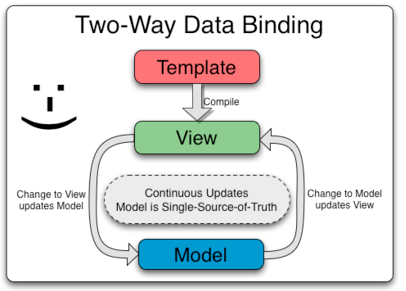 Two-Way Data Binding
Template
Compile
View
Change to View
updates Model
Continuous Updates
Model is Single-Source-of-Truth
Change to Model
updates View
Model